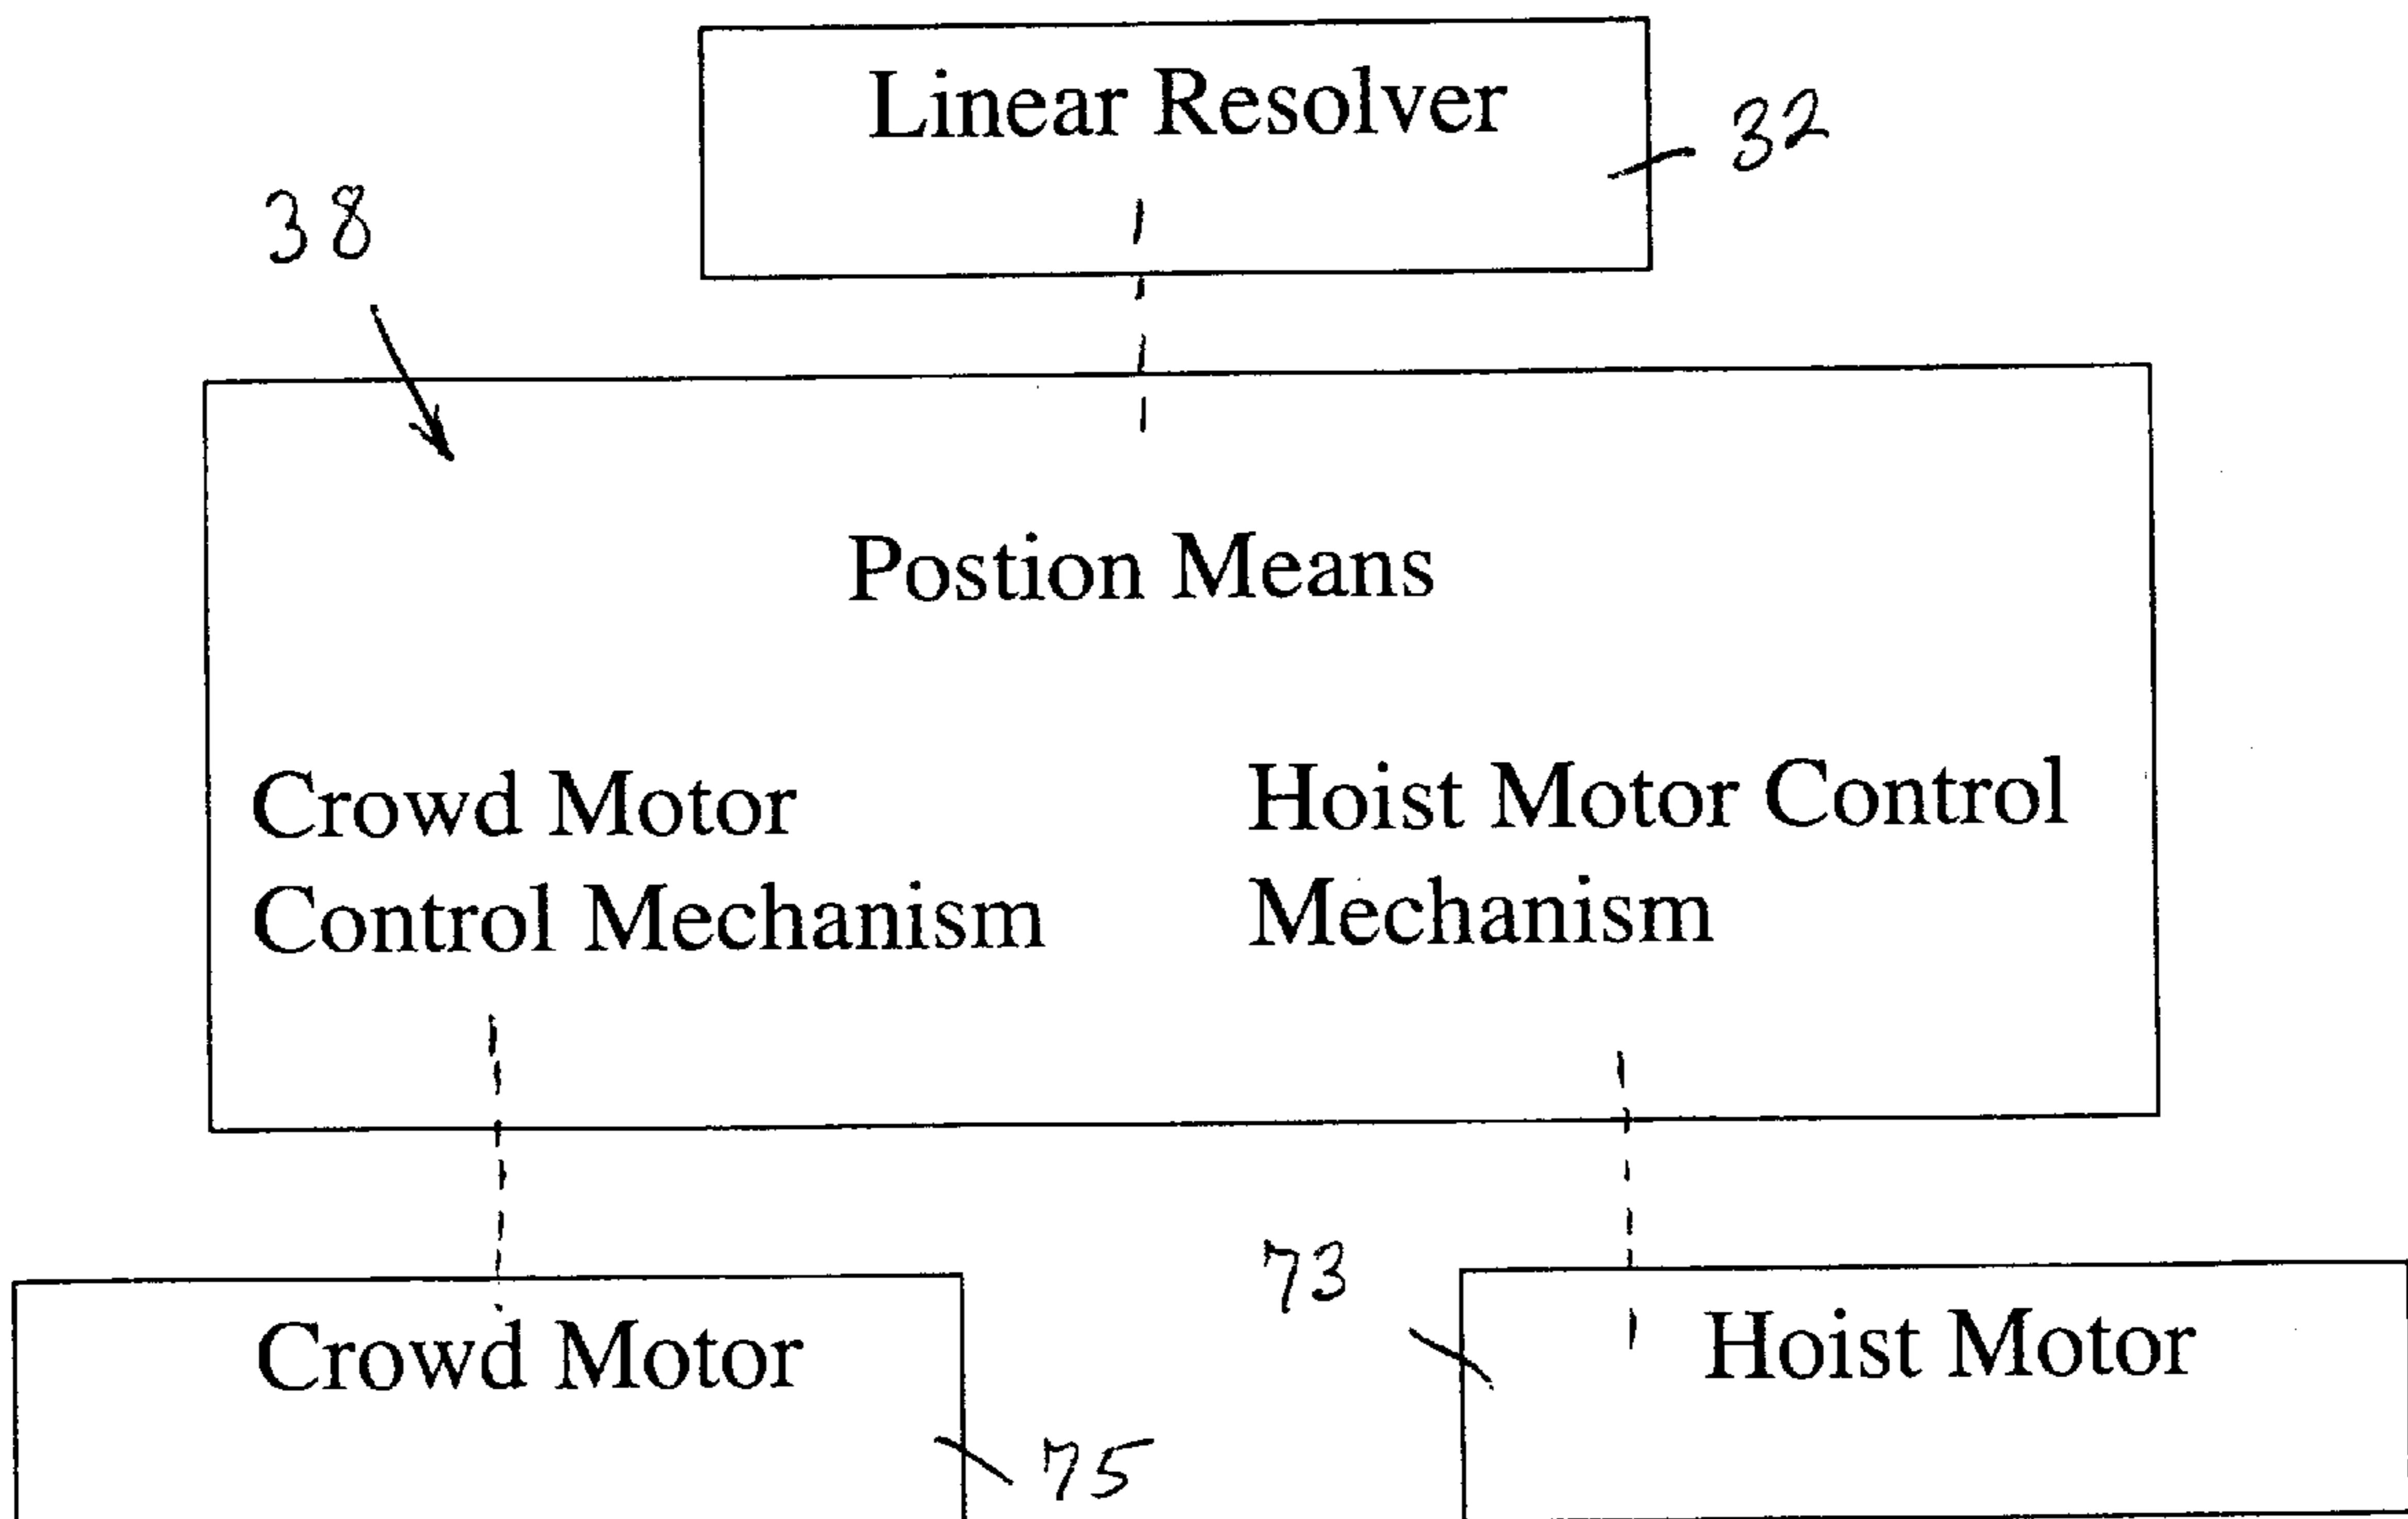 Linear Resolver
32
38
Postion Means
Crowd Motor
Control Mechanism
Hoist Motor Control
Mechanism
73
Crowd Motor
Hoist Motor
75